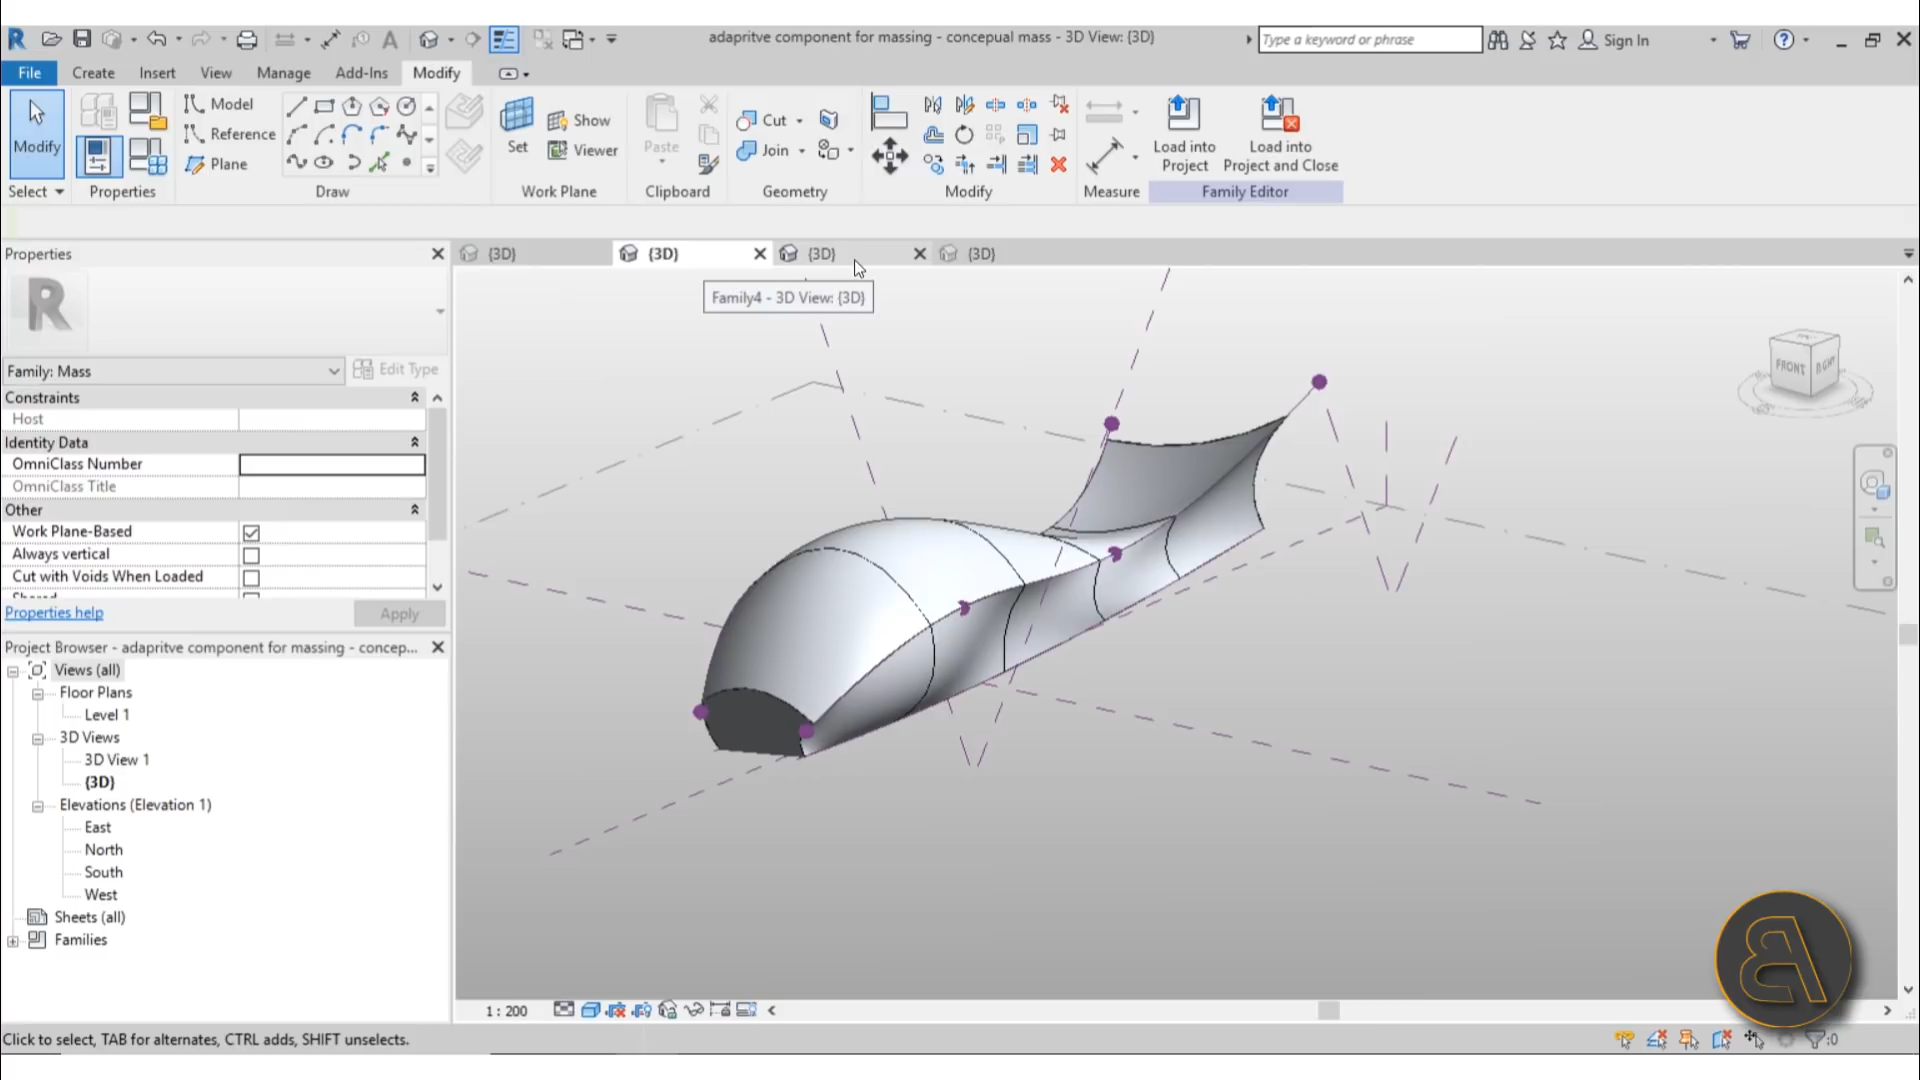 adapritve component for massing - concepual mass - 3D View: {3D}
Type a keyword or phrase
Sign In
File Create Insert View Manage Add-Ins Modify
Modify
Select
Properties
Model
Reference
Plane
Draw
Set
Show
Viewer
Work Plane
Paste
Clipboard
Cut
Join
Geometry
Modify
Measure
Load into
Project
Load into
Project and Close
Family Editor
Properties
{3D} {3D} {3D} {3D}
Family4 - 3D View: {3D}
Family: Mass
Edit Type
Constraints
Host
Identity Data
OmniClass Number
OmniClass Title
Other
Work Plane-Based
Always vertical
Cut with Voids When Loaded
Shared
Properties help
Apply
Project Browser - adapritve component for massing - concep...
Views (all)
Floor Plans
Level 1
3D Views
3D View 1
{3D}
Elevations (Elevation 1)
East
North
South
West
Sheets (all)
Families
FRONT
RIGHT
1 : 200
Click to select, TAB for alternates, CTRL adds, SHIFT unselects.
:0